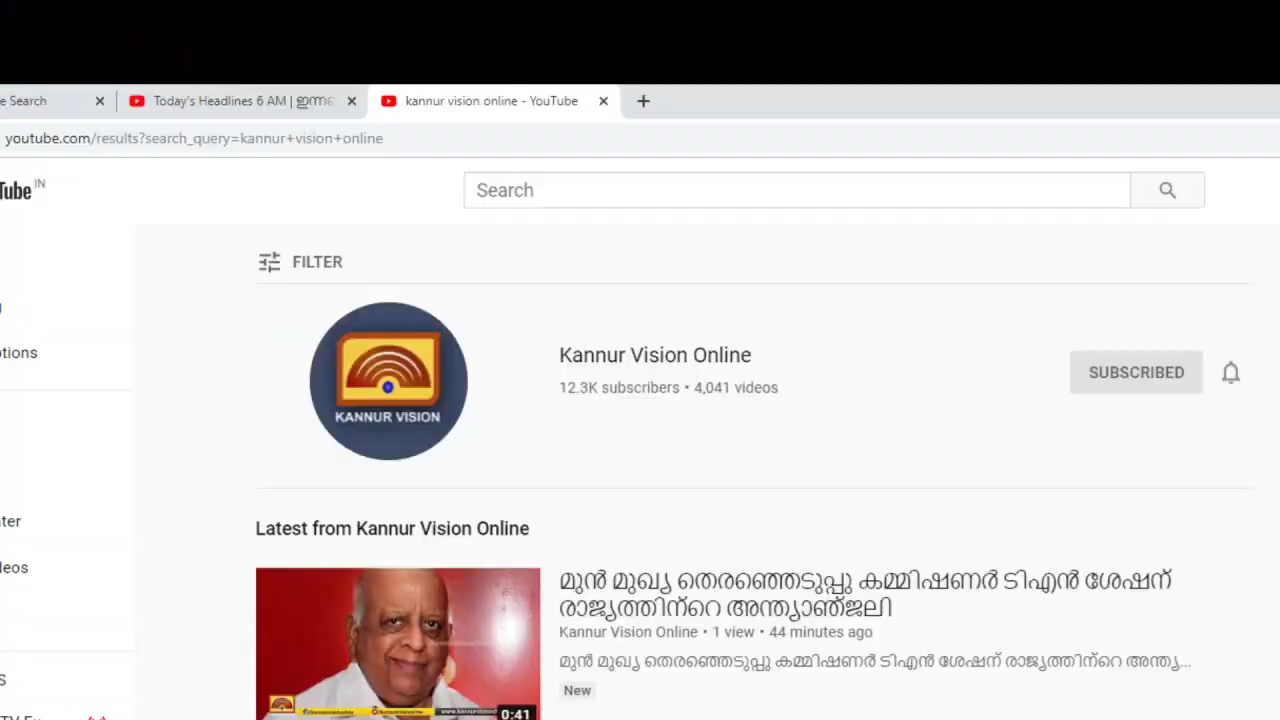 e Search
Today's Headlines 6 AM | ഇന്നത
kannur vision online - YouTube
youtube.com/results?search_query=kannur+vision+online
Tube IN
Search
FILTER
KANNUR VISION
Kannur Vision Online
12.3K subscribers • 4,041 videos
SUBSCRIBED
otions
Latest from Kannur Vision Online
ter
leos
മുൻ മുഖ്യ തെരഞ്ഞെടുപ്പു കമ്മിഷണർ ടിഎൻ ശേഷന്
രാജ്യത്തിന്റെ അന്ത്യാഞ്ജലി
Kannur Vision Online • 1 view • 44 minutes ago
മുൻ മുഖ്യ തെരഞ്ഞെടുപ്പു കമ്മിഷണർ ടിഎൻ ശേഷന് രാജ്യത്തിന്റെ അന്ത്യ...
New
0:41
S